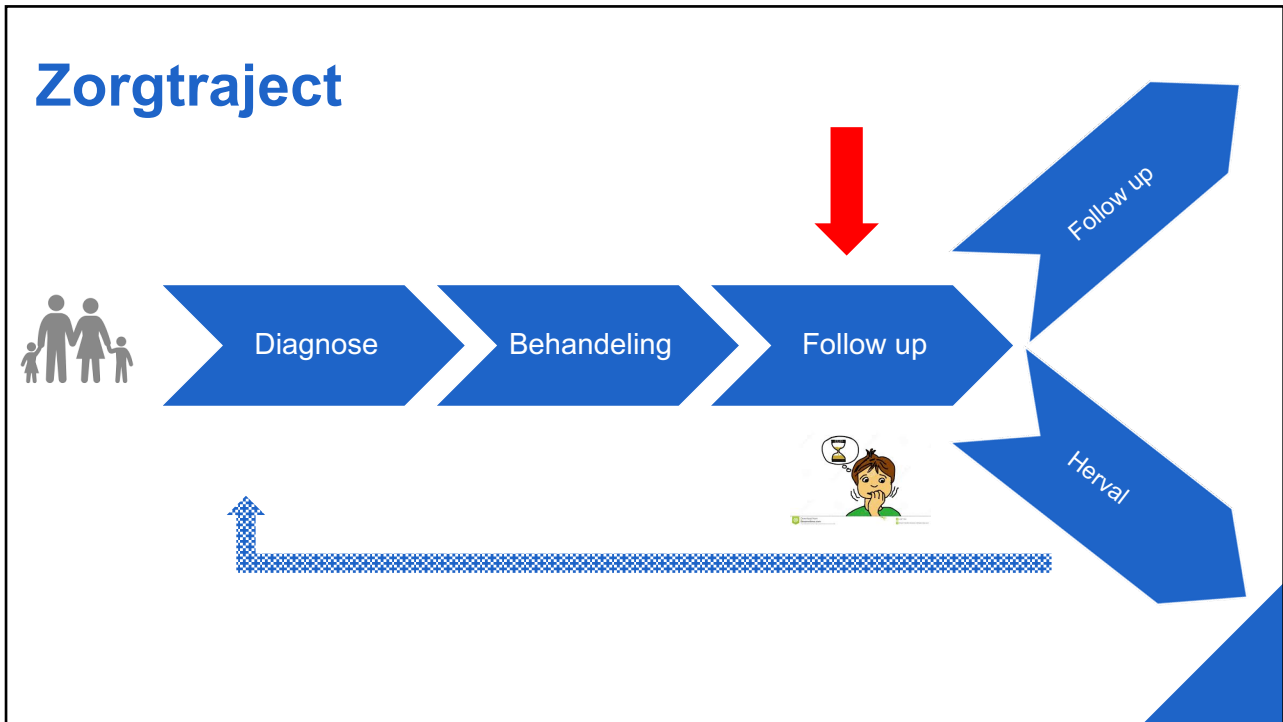 Zorgtraject
Follow up
Diagnose
Behandeling
Follow up
Herval